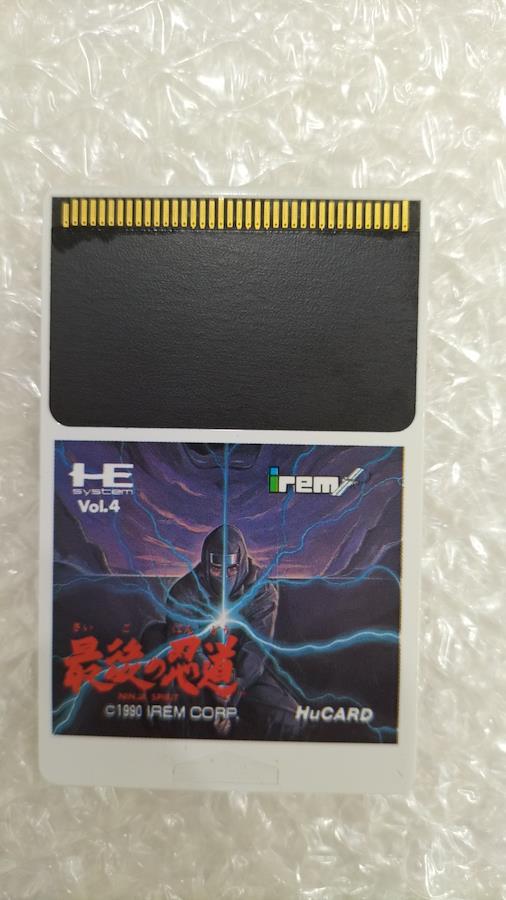 HE
system
Vol.4
irem
さいご にんどう
最後の忍道
NINJA SPIRIT
©1990 IREM CORP.
HuCARD